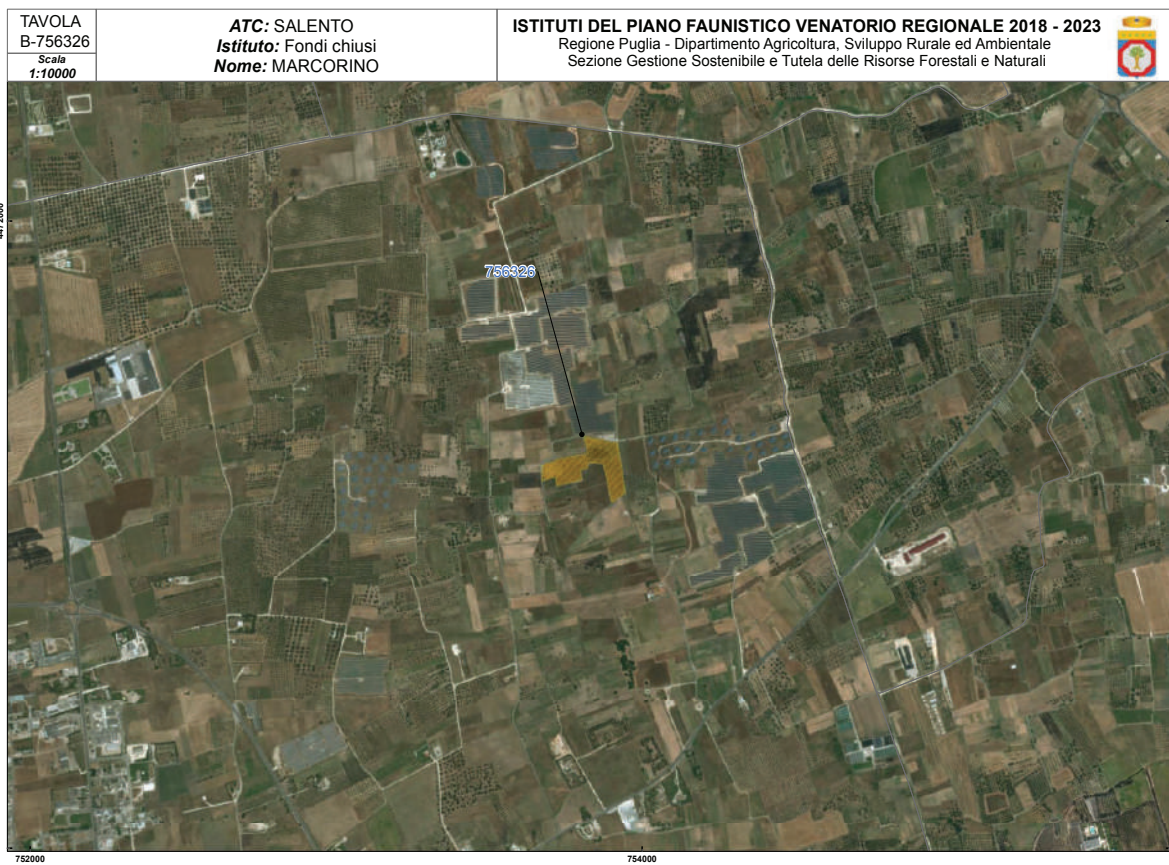 TAVOLA
B-756326
Scala
1:10000
ATC: SALENTO
Istituto: Fondi chiusi
Nome: MARCORINO
ISTITUTI DEL PIANO FAUNISTICO VENATORIO REGIONALE 2018 - 2023
Regione Puglia - Dipartimento Agricoltura, Sviluppo Rurale ed Ambientale
Sezione Gestione Sostenibile e Tutela delle Risorse Forestali e Naturali
4472000
756326
752000
754000